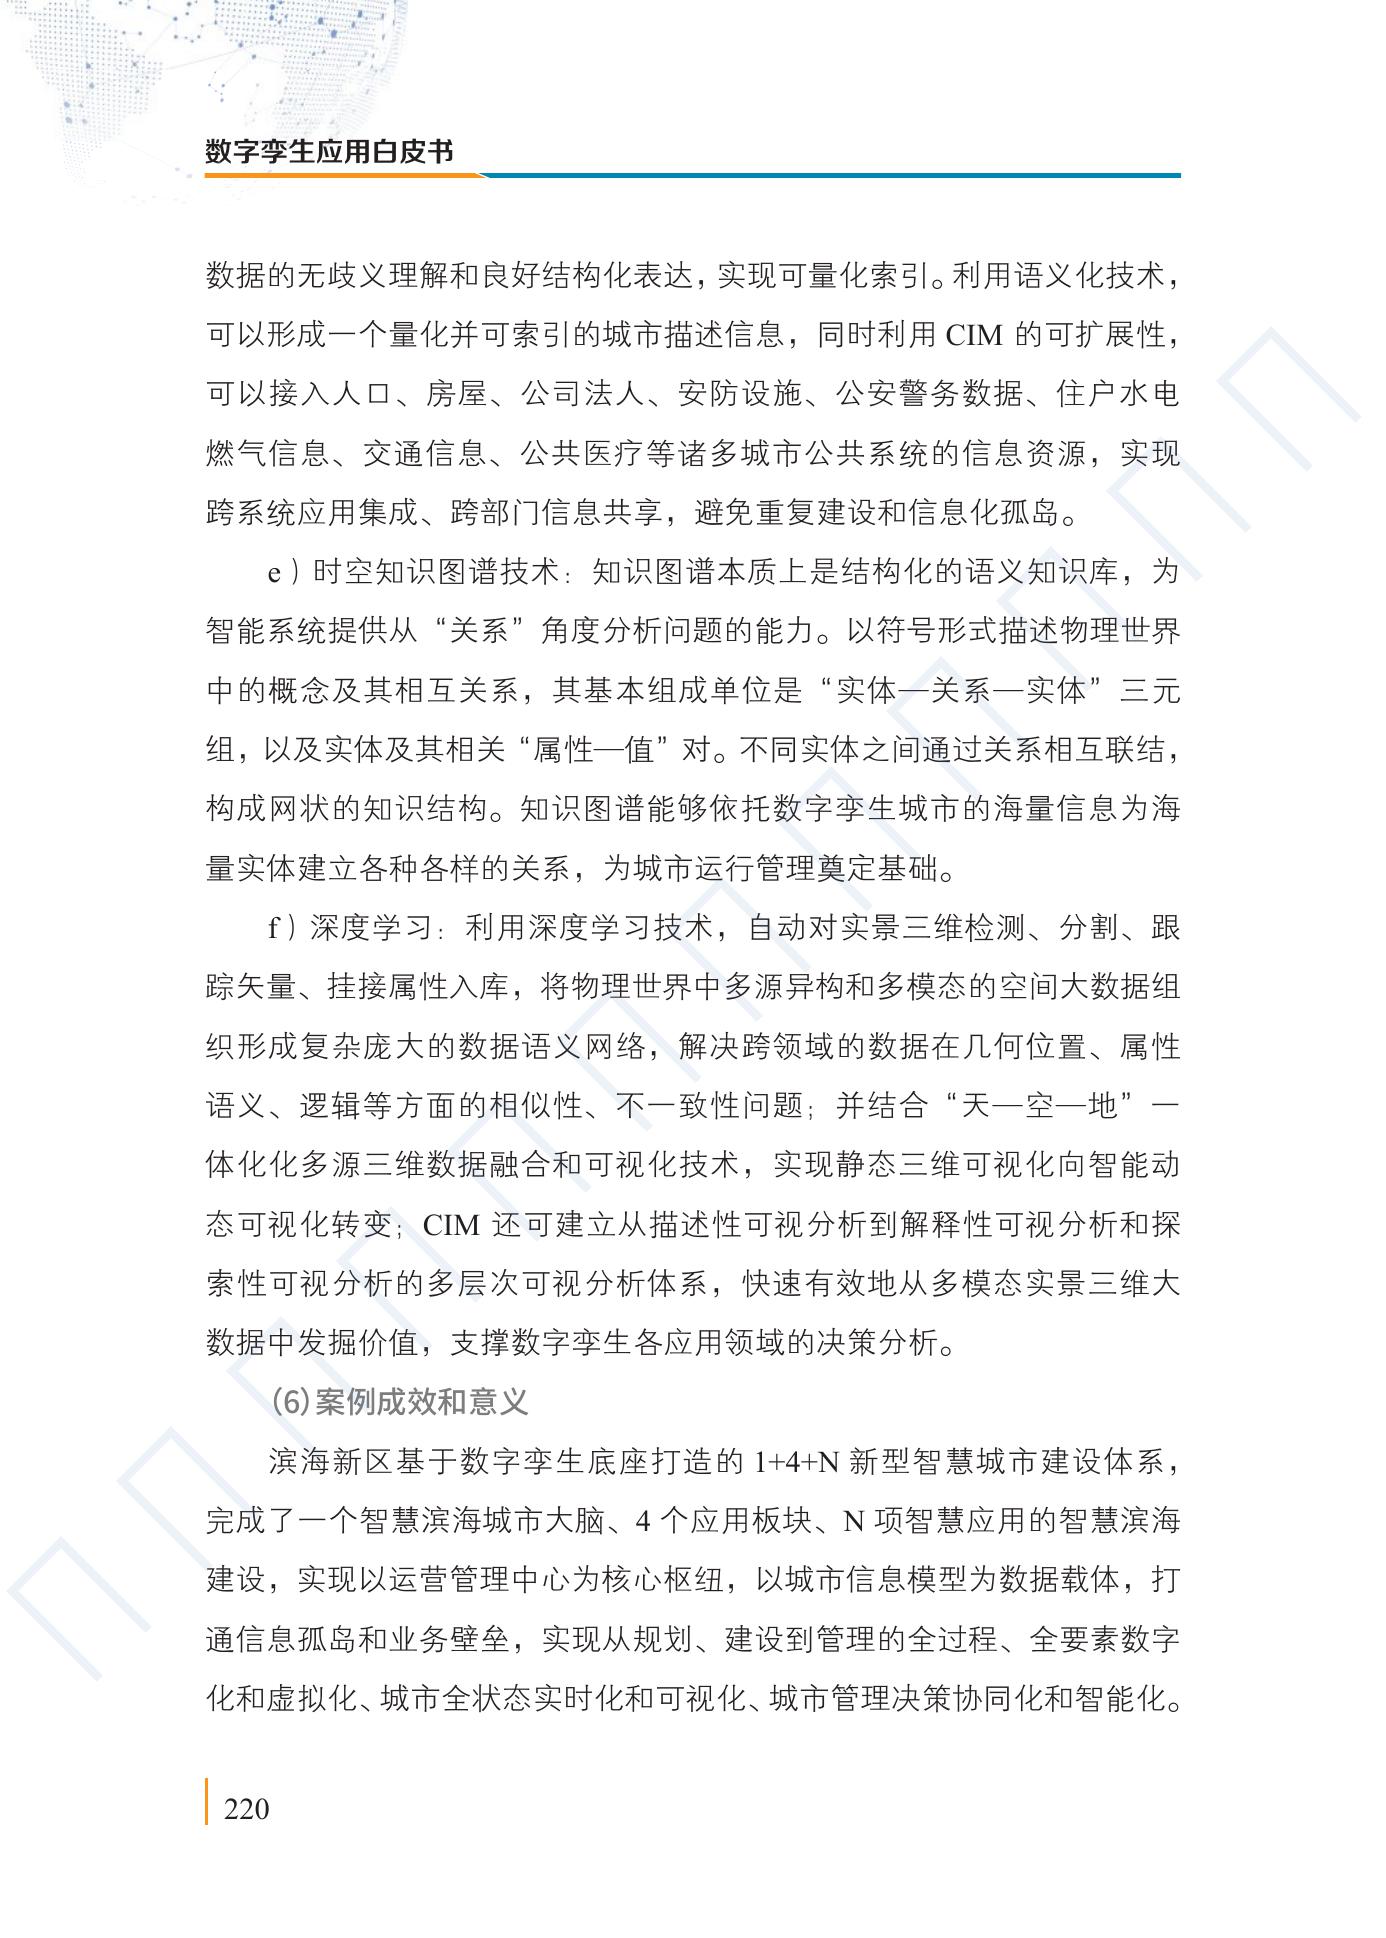 数字孪生应用白皮书
数据的无歧义理解和良好结构化表达，实现可量化索引。利用语义化技术，
可以形成一个量化并可索引的城市描述信息，同时利用 CIM 的可扩展性，
可以接入人口、房屋、公司法人、安防设施、公安警务数据、住户水电
燃气信息、交通信息、公共医疗等诸多城市公共系统的信息资源，实现
跨系统应用集成、跨部门信息共享，避免重复建设和信息化孤岛。
e）时空知识图谱技术：知识图谱本质上是结构化的语义知识库，为
智能系统提供从“关系”角度分析问题的能力。以符号形式描述物理世界
中的概念及其相互关系，其基本组成单位是“实体—关系—实体”三元
组，以及实体及其相关“属性—值”对。不同实体之间通过关系相互联结，
构成网状的知识结构。知识图谱能够依托数字孪生城市的海量信息为海
量实体建立各种各样的关系，为城市运行管理奠定基础。
f）深度学习：利用深度学习技术，自动对实景三维检测、分割、跟
踪矢量、挂接属性入库，将物理世界中多源异构和多模态的空间大数据组
织形成复杂庞大的数据语义网络，解决跨领域的数据在几何位置、属性
语义、逻辑等方面的相似性、不一致性问题；并结合“天—空—地”一
体化化多源三维数据融合和可视化技术，实现静态三维可视化向智能动
态可视化转变；CIM 还可建立从描述性可视分析到解释性可视分析和探
索性可视分析的多层次可视分析体系，快速有效地从多模态实景三维大
数据中发掘价值，支撑数字孪生各应用领域的决策分析。
（6）案例成效和意义
滨海新区基于数字孪生底座打造的 1+4+N 新型智慧城市建设体系，
完成了一个智慧滨海城市大脑、4 个应用板块、N 项智慧应用的智慧滨海
建设，实现以运营管理中心为核心枢纽，以城市信息模型为数据载体，打
通信息孤岛和业务壁垒，实现从规划、建设到管理的全过程、全要素数字
化和虚拟化、城市全状态实时化和可视化、城市管理决策协同化和智能化。
220